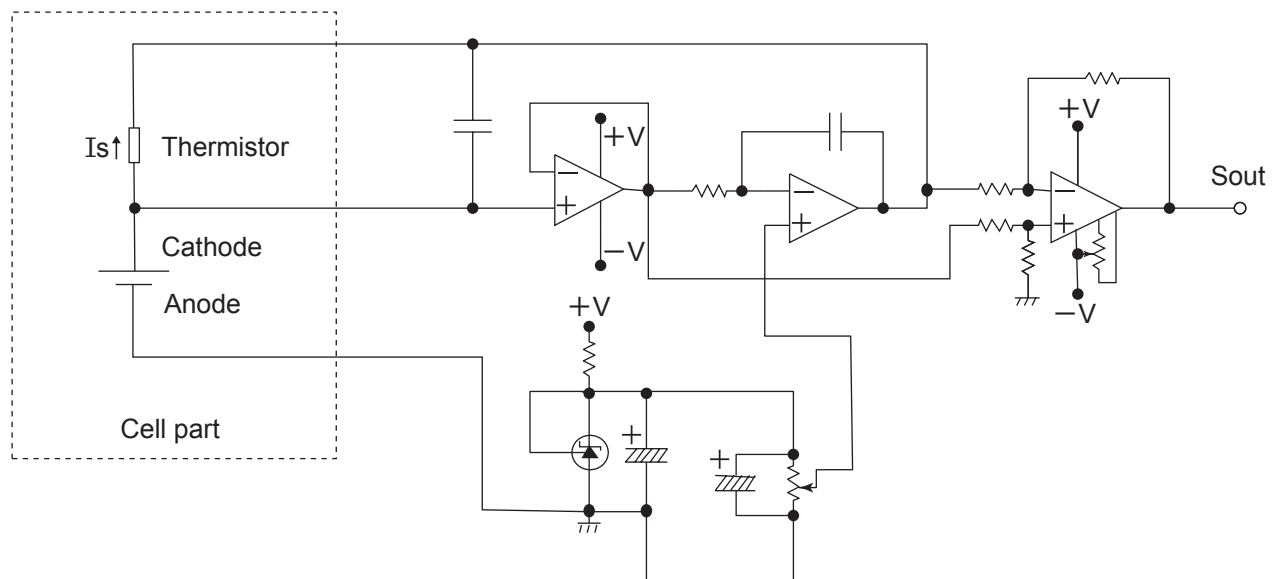 Is↑
Thermistor
Cathode
Anode
Cell part
+V
−
+
−V
−
+
+V
−
+
−V
Sout
+V
+
+